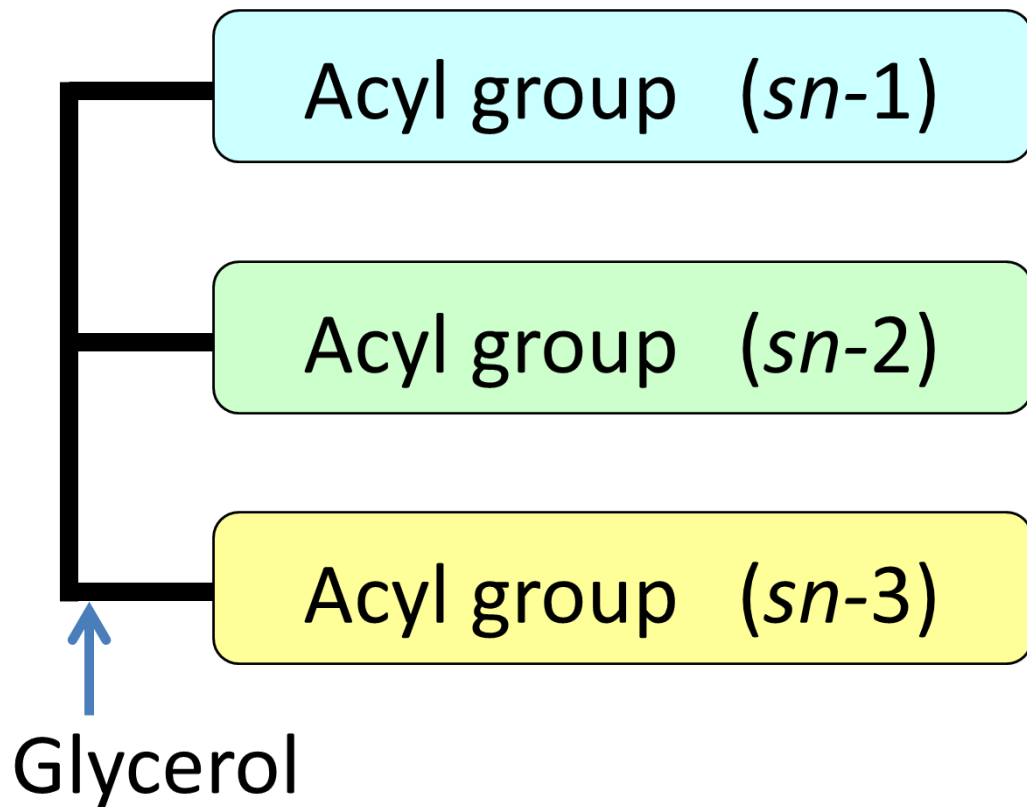 Acyl group (sn-1)
Acyl group (sn-2)
Acyl group (sn-3)
Glycerol